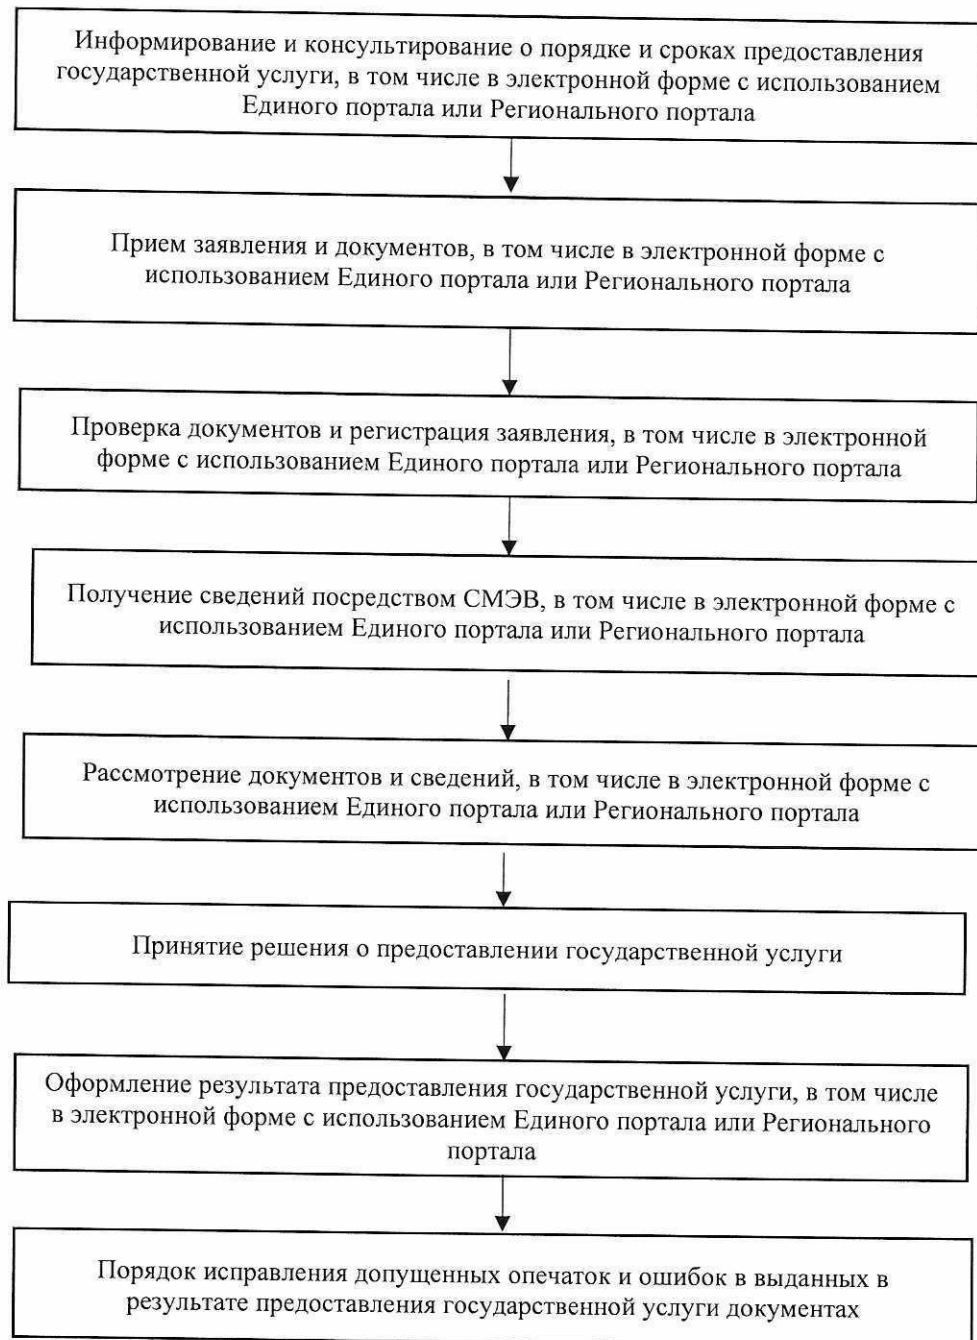 Информирование и консультирование о порядке и сроках предоставления
государственной услуги, в том числе в электронной форме с использованием
Единого портала или Регионального портала
Прием заявления и документов, в том числе в электронной форме с
использованием Единого портала или Регионального портала
Проверка документов и регистрация заявления, в том числе в электронной
форме с использованием Единого портала или Регионального портала
Получение сведений посредством СМЭВ, в том числе в электронной форме с
использованием Единого портала или Регионального портала
Рассмотрение документов и сведений, в том числе в электронной форме с
использованием Единого портала или Регионального портала
Принятие решения о предоставлении государственной услуги
Оформление результата предоставления государственной услуги, в том числе
в электронной форме с использованием Единого портала или Регионального
портала
Порядок исправления допущенных опечаток и ошибок в выданных в
результате предоставления государственной услуги документах